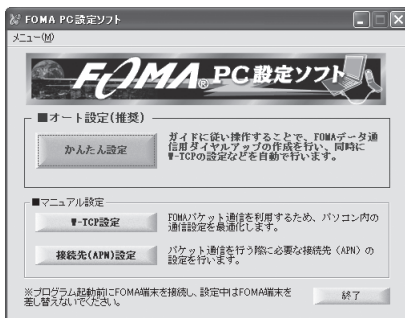 FOMA PC設定ソフト
メニュー(M)
FOMA® PC設定ソフト
■オート設定(推奨)
かんたん設定
ガイドに従い操作することで、FOMAデータ通
信用ダイヤルアップの作成を行い、同時に
W-TCPの設定などを自動で行います。
■マニュアル設定
W-TCP設定
FOMAパケット通信を利用するため、パソコン内の
通信設定を最適化します。
接続先(APN)設定
パケット通信を行う際に必要な接続先(APN)の
設定を行います。
※プログラム起動前にFOMA端末を接続し、設定中はFOMA端末を
差し替えないでください。
終了